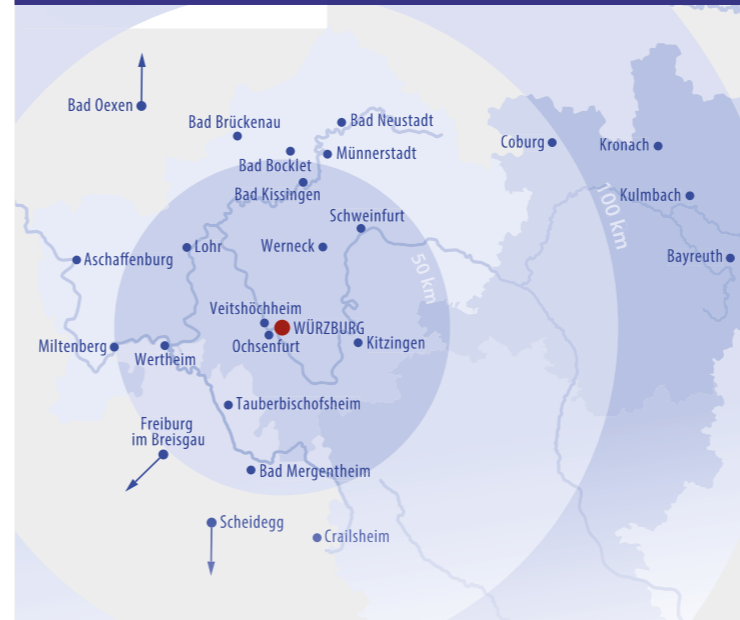 Bad Oexen
Bad Brückenau
Bad Neustadt
Bad Bocklet
Münnerstadt
Coburg
Kronach
Bad Kissingen
Kulmbach
100 km
Schweinfurt
Aschaffenburg
Lohr
Werneck
50 km
Bayreuth
Veitshöchheim
WÜRZBURG
Miltenberg
Wertheim
Ochsenfurt
Kitzingen
Tauberbischofsheim
Freiburg
im Breisgau
Bad Mergentheim
Scheidegg
Crailsheim